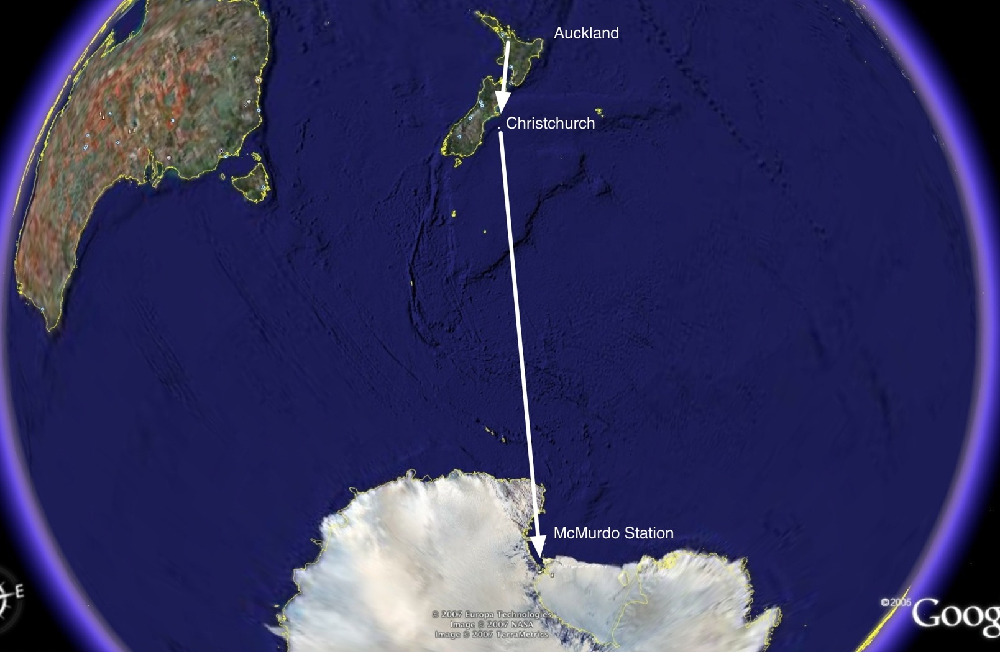 Auckland
. Christchurch
McMurdo Station
E
© 2007 Europa Technologies
Image © 2007 NASA
Image © 2007 TerraMetrics
© 2006 Goog